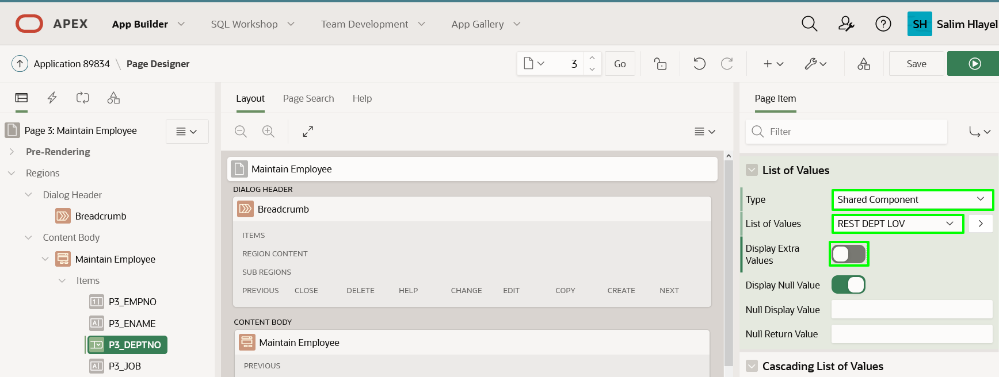 APEX App Builder SQL Workshop Team Development App Gallery SH Salim Hlayel
Application 89834 \ Page Designer 3 Go Save
Layout Page Search Help Page Item
Page 3: Maintain Employee
Filter
Pre-Rendering
Regions
Dialog Header
Breadcrumb
Content Body
Maintain Employee
Items
P3_EMPNO
P3_ENAME
P3_DEPTNO
P3_JOB
Maintain Employee
DIALOG HEADER
Breadcrumb
ITEMS
REGION CONTENT
SUB REGIONS
PREVIOUS CLOSE DELETE HELP CHANGE EDIT COPY CREATE NEXT
CONTENT BODY
Maintain Employee
PREVIOUS
List of Values
Type Shared Component
List of Values REST DEPT LOV
Display Extra
Values
Display Null Value
Null Display Value
Null Return Value
Cascading List of Values